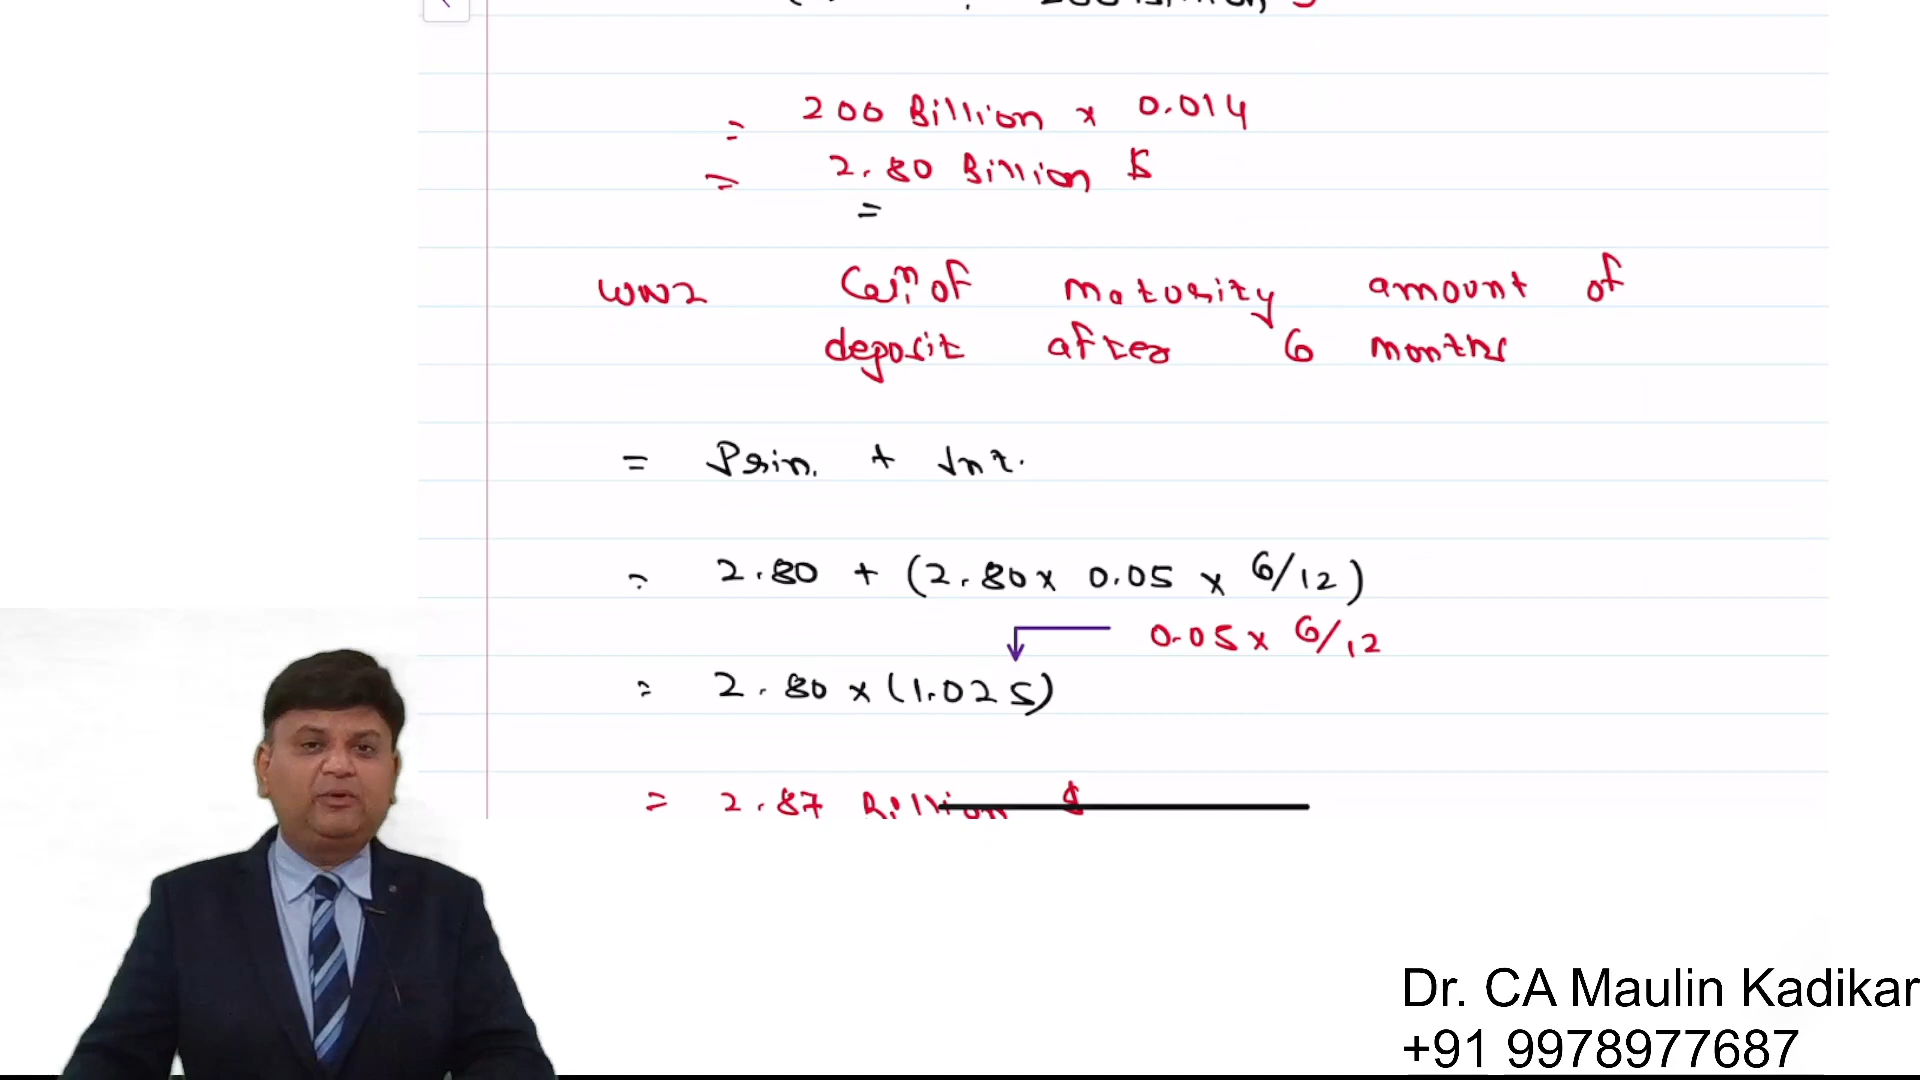 = 200 Billion x 0.014
= 2.80 Billion $
=
WN2 Caln of maturity amount of
deposit after 6 months
= Prin. + Int.
= 2.80 + (2.80 x 0.05 x 6/12)
0.05 x 6/12
= 2.80 x (1.025)
= 2.87 Billion $
Dr. CA Maulin Kadikar
+91 9978977687